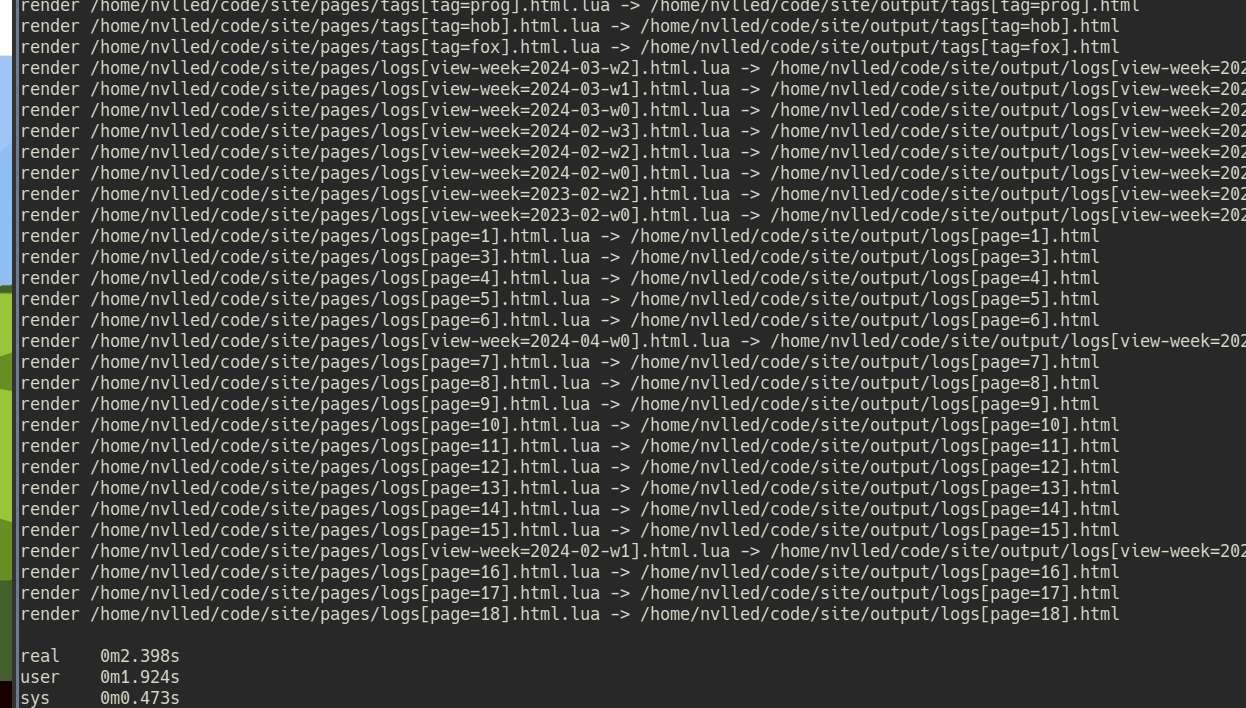 render /home/nvlled/code/site/pages/tags[tag=prog].html.lua -> /home/nvlled/code/site/output/tags[tag=prog].html
render /home/nvlled/code/site/pages/tags[tag=hob].html.lua -> /home/nvlled/code/site/output/tags[tag=hob].html
render /home/nvlled/code/site/pages/tags[tag=fox].html.lua -> /home/nvlled/code/site/output/tags[tag=fox].html
render /home/nvlled/code/site/pages/logs[view-week=2024-03-w2].html.lua -> /home/nvlled/code/site/output/logs[view-week=202
render /home/nvlled/code/site/pages/logs[view-week=2024-03-w1].html.lua -> /home/nvlled/code/site/output/logs[view-week=202
render /home/nvlled/code/site/pages/logs[view-week=2024-03-w0].html.lua -> /home/nvlled/code/site/output/logs[view-week=202
render /home/nvlled/code/site/pages/logs[view-week=2024-02-w3].html.lua -> /home/nvlled/code/site/output/logs[view-week=202
render /home/nvlled/code/site/pages/logs[view-week=2024-02-w2].html.lua -> /home/nvlled/code/site/output/logs[view-week=202
render /home/nvlled/code/site/pages/logs[view-week=2024-02-w0].html.lua -> /home/nvlled/code/site/output/logs[view-week=202
render /home/nvlled/code/site/pages/logs[view-week=2023-02-w2].html.lua -> /home/nvlled/code/site/output/logs[view-week=202
render /home/nvlled/code/site/pages/logs[view-week=2023-02-w0].html.lua -> /home/nvlled/code/site/output/logs[view-week=202
render /home/nvlled/code/site/pages/logs[page=1].html.lua -> /home/nvlled/code/site/output/logs[page=1].html
render /home/nvlled/code/site/pages/logs[page=3].html.lua -> /home/nvlled/code/site/output/logs[page=3].html
render /home/nvlled/code/site/pages/logs[page=4].html.lua -> /home/nvlled/code/site/output/logs[page=4].html
render /home/nvlled/code/site/pages/logs[page=5].html.lua -> /home/nvlled/code/site/output/logs[page=5].html
render /home/nvlled/code/site/pages/logs[page=6].html.lua -> /home/nvlled/code/site/output/logs[page=6].html
render /home/nvlled/code/site/pages/logs[view-week=2024-04-w0].html.lua -> /home/nvlled/code/site/output/logs[view-week=202
render /home/nvlled/code/site/pages/logs[page=7].html.lua -> /home/nvlled/code/site/output/logs[page=7].html
render /home/nvlled/code/site/pages/logs[page=8].html.lua -> /home/nvlled/code/site/output/logs[page=8].html
render /home/nvlled/code/site/pages/logs[page=9].html.lua -> /home/nvlled/code/site/output/logs[page=9].html
render /home/nvlled/code/site/pages/logs[page=10].html.lua -> /home/nvlled/code/site/output/logs[page=10].html
render /home/nvlled/code/site/pages/logs[page=11].html.lua -> /home/nvlled/code/site/output/logs[page=11].html
render /home/nvlled/code/site/pages/logs[page=12].html.lua -> /home/nvlled/code/site/output/logs[page=12].html
render /home/nvlled/code/site/pages/logs[page=13].html.lua -> /home/nvlled/code/site/output/logs[page=13].html
render /home/nvlled/code/site/pages/logs[page=14].html.lua -> /home/nvlled/code/site/output/logs[page=14].html
render /home/nvlled/code/site/pages/logs[page=15].html.lua -> /home/nvlled/code/site/output/logs[page=15].html
render /home/nvlled/code/site/pages/logs[view-week=2024-02-w1].html.lua -> /home/nvlled/code/site/output/logs[view-week=202
render /home/nvlled/code/site/pages/logs[page=16].html.lua -> /home/nvlled/code/site/output/logs[page=16].html
render /home/nvlled/code/site/pages/logs[page=17].html.lua -> /home/nvlled/code/site/output/logs[page=17].html
render /home/nvlled/code/site/pages/logs[page=18].html.lua -> /home/nvlled/code/site/output/logs[page=18].html
real 0m2.398s
user 0m1.924s
sys 0m0.473s